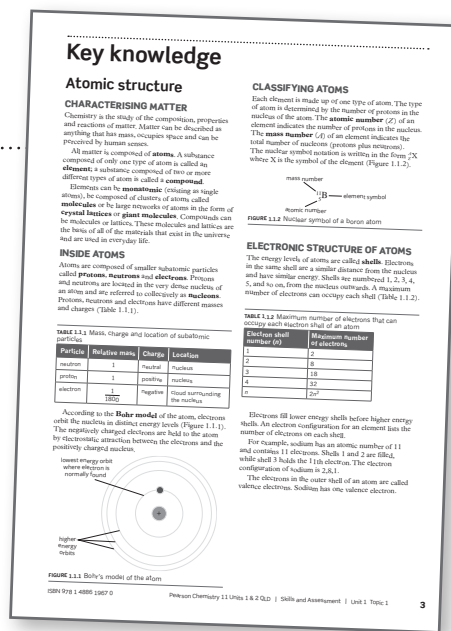 Key knowledge
Atomic structure
CHARACTERISING MATTER
Chemistry is the study of the composition, properties
and reactions of matter. Matter can be described as
anything that has mass, occupies space and can be
perceived by human senses.
All matter is composed of atoms. A substance
composed of only one type of atom is called an
element; a substance composed of two or more
different types of atom is called a compound.
Elements can be monatomic (existing as single
atoms), be composed of clusters of atoms called
molecules or be large networks of atoms in the form of
crystal lattices or giant molecules. Compounds can
be molecules or lattices. These molecules and lattices are
the basis of all of the materials that exist in the universe
and are used in everyday life.
INSIDE ATOMS
Atoms are composed of smaller subatomic particles
called protons, neutrons and electrons. Protons
and neutrons are located in the very dense nucleus of
an atom and are referred to collectively as nucleons.
Protons, neutrons and electrons have different masses
and charges (Table 1.1.1).
TABLE 1.1.1 Mass, charge and location of subatomic
particles
Particle Relative mass Charge Location
neutron 1 neutral nucleus
proton 1 positive nucleus
electron 1/1800 negative cloud surrounding
the nucleus
According to the Bohr model of the atom, electrons
orbit the nucleus in distinct energy levels (Figure 1.1.1).
The negatively charged electrons are held to the atom
by electrostatic attraction between the electrons and the
positively charged nucleus.
lowest energy orbit
where electron is
normally found
+
higher
energy
orbits
FIGURE 1.1.1 Bohr's model of the atom
CLASSIFYING ATOMS
Each element is made up of one type of atom. The type
of atom is determined by the number of protons in the
nucleus of the atom. The atomic number (Z) of an
element indicates the number of protons in the nucleus.
The mass number (A) of an element indicates the
total number of nucleons (protons plus neutrons).
The nuclear symbol notation is written in the form ᴬ_ZX
where X is the symbol of the element (Figure 1.1.2).
mass number
¹¹₅B element symbol
atomic number
FIGURE 1.1.2 Nuclear symbol of a boron atom
ELECTRONIC STRUCTURE OF ATOMS
The energy levels of atoms are called shells. Electrons
in the same shell are a similar distance from the nucleus
and have similar energy. Shells are numbered 1, 2, 3, 4,
5, and so on, from the nucleus outwards. A maximum
number of electrons can occupy each shell (Table 1.1.2).
TABLE 1.1.2 Maximum number of electrons that can
occupy each electron shell of an atom
Electron shell Maximum number
number (n) of electrons
1 2
2 8
3 18
4 32
n 2n²
Electrons fill lower energy shells before higher energy
shells. An electron configuration for an element lists the
number of electrons on each shell.
For example, sodium has an atomic number of 11
and contains 11 electrons. Shells 1 and 2 are filled,
while shell 3 holds the 11th electron. The electron
configuration of sodium is 2,8,1.
The electrons in the outer shell of an atom are called
valence electrons. Sodium has one valence electron.
ISBN 978 1 4886 1967 0
Pearson Chemistry 11 Units 1 & 2 QLD | Skills and Assessment | Unit 1 Topic 1
3